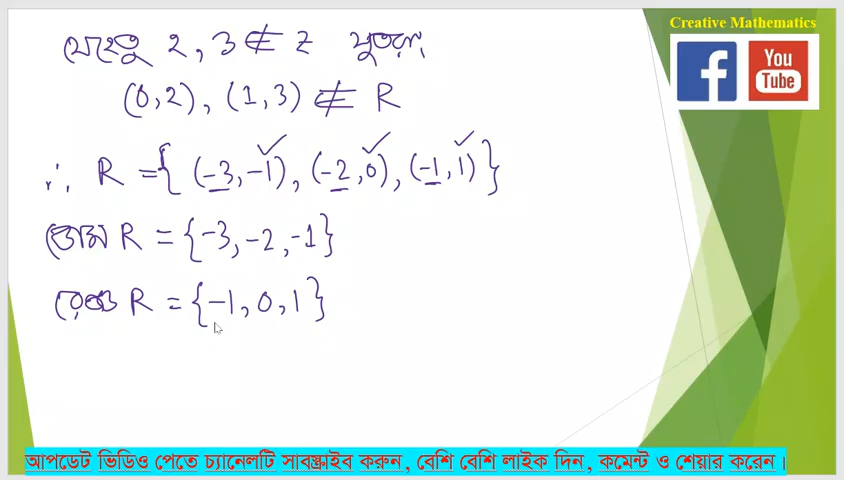 Creative Mathematics
You
Tube
যেহেতু 2, 3 ∉ Z সুতরাং
(0,2), (1,3) ∉ R
∴ R = { (-3,-1), (-2,0), (-1,1) }
ডোম R = {-3, -2, -1}
রেঞ্জ R = {-1, 0, 1}
আপডেট ভিডিও পেতে চ্যানেলটি সাবস্ক্রাইব করুন, বেশি বেশি লাইক দিন, কমেন্ট ও শেয়ার করেন।